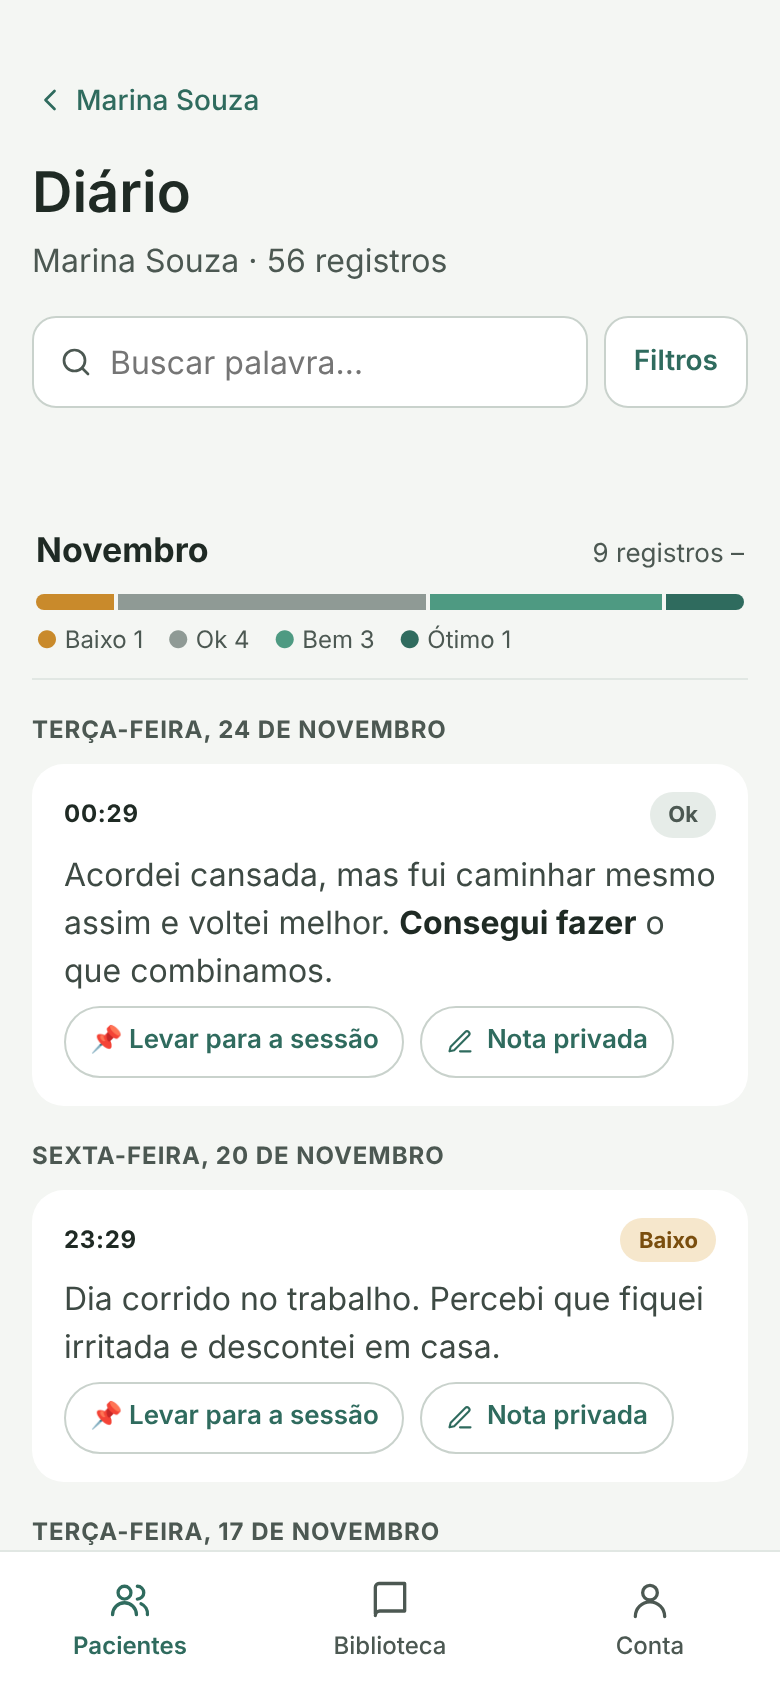 Marina Souza
Diário
Marina Souza · 56 registros
Buscar palavra...
Filtros
Novembro
9 registros –
Baixo 1 Ok 4 Bem 3 Ótimo 1
TERÇA-FEIRA, 24 DE NOVEMBRO
00:29
Ok
Acordei cansada, mas fui caminhar mesmo
assim e voltei melhor. Consegui fazer o
que combinamos.
📌 Levar para a sessão
Nota privada
SEXTA-FEIRA, 20 DE NOVEMBRO
23:29
Baixo
Dia corrido no trabalho. Percebi que fiquei
irritada e descontei em casa.
📌 Levar para a sessão
Nota privada
TERÇA-FEIRA, 17 DE NOVEMBRO
Pacientes
Biblioteca
Conta